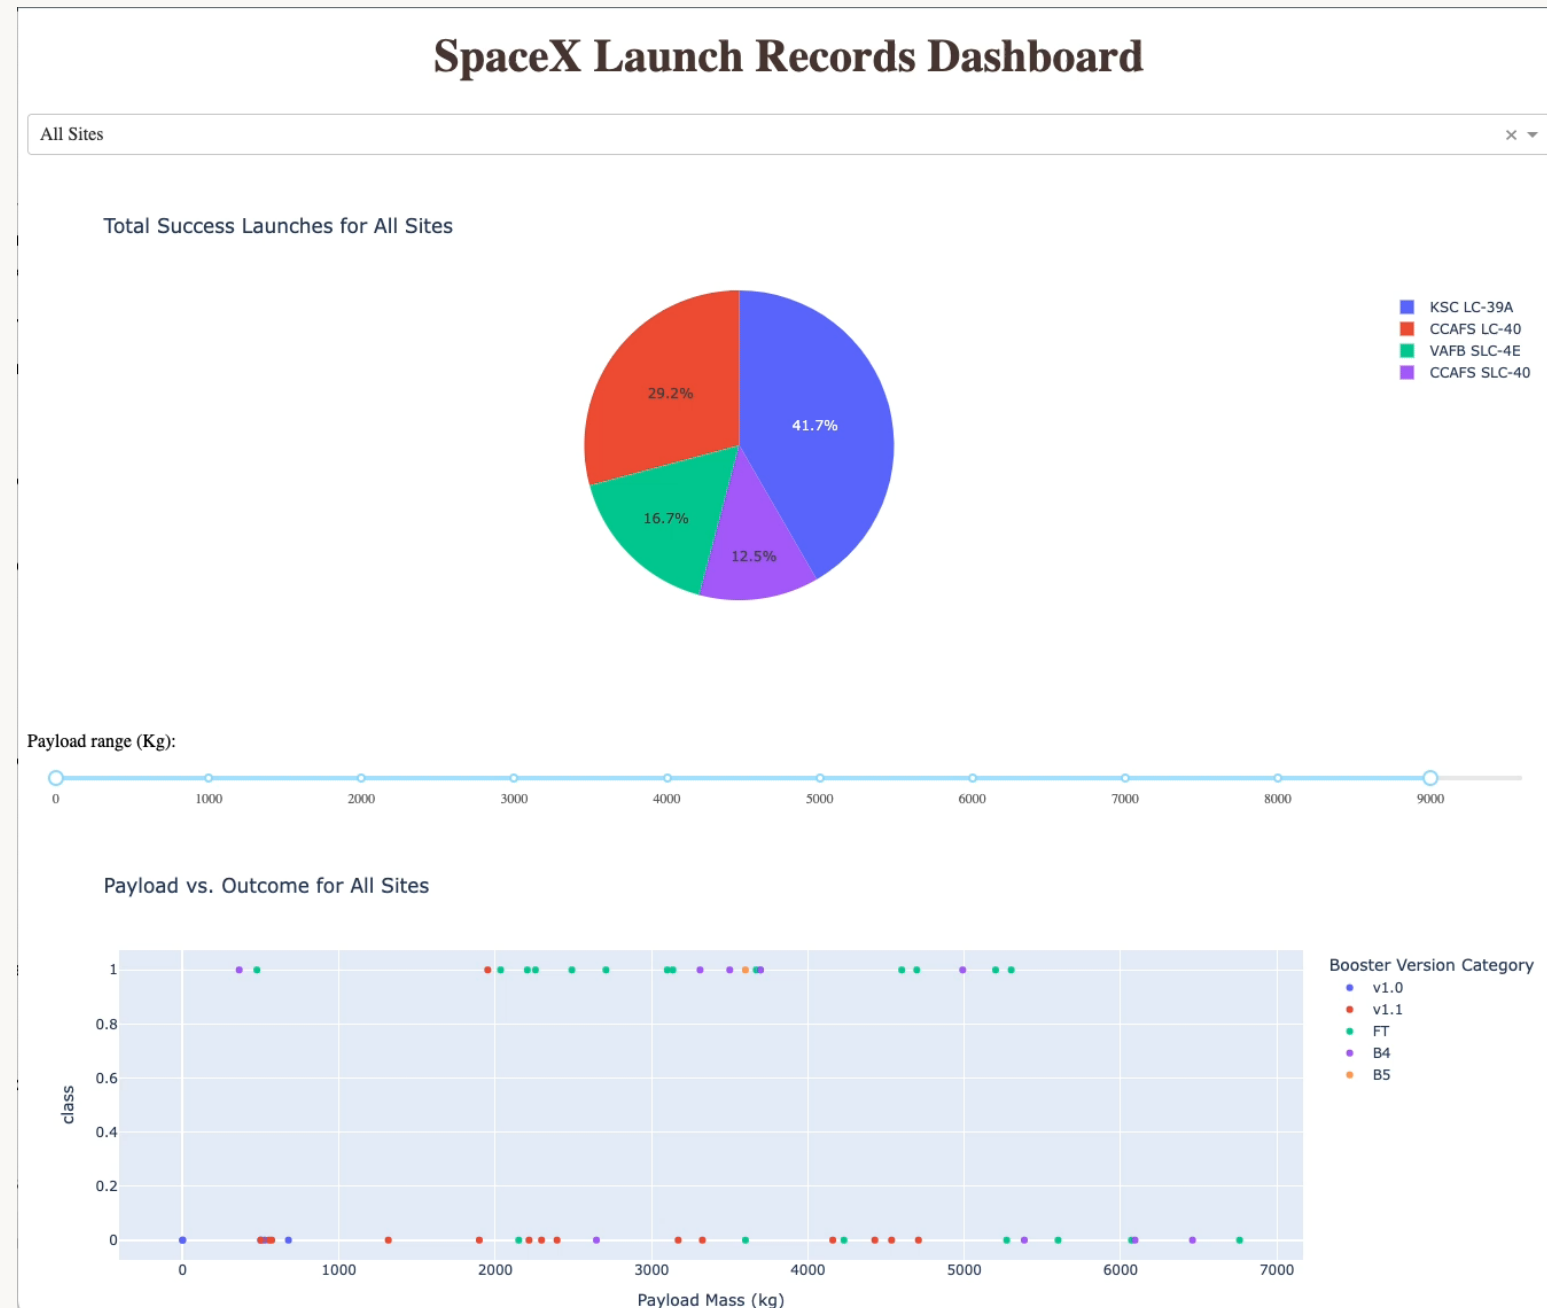 SpaceX Launch Records Dashboard
All Sites
Total Success Launches for All Sites
KSC LC-39A
CCAFS LC-40
VAFB SLC-4E
CCAFS SLC-40
29.2%
41.7%
16.7%
12.5%
Payload range (Kg):
0 1000 2000 3000 4000 5000 6000 7000 8000 9000
Payload vs. Outcome for All Sites
Booster Version Category
v1.0
v1.1
FT
B4
B5
1
0.8
0.6
0.4
0.2
0
class
0 1000 2000 3000 4000 5000 6000 7000
Payload Mass (kg)